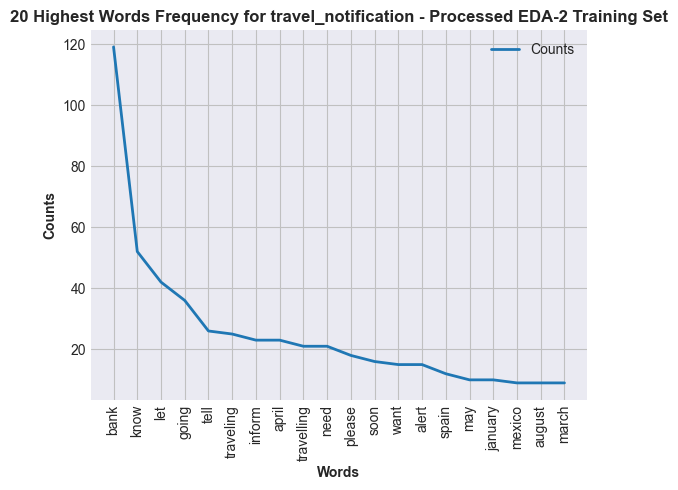 20 Highest Words Frequency for travel_notification - Processed EDA-2 Training Set
Counts
120
100
80
60
40
20
Counts
bank
know
let
going
tell
traveling
inform
april
travelling
need
please
soon
want
alert
spain
may
january
mexico
august
march
Words